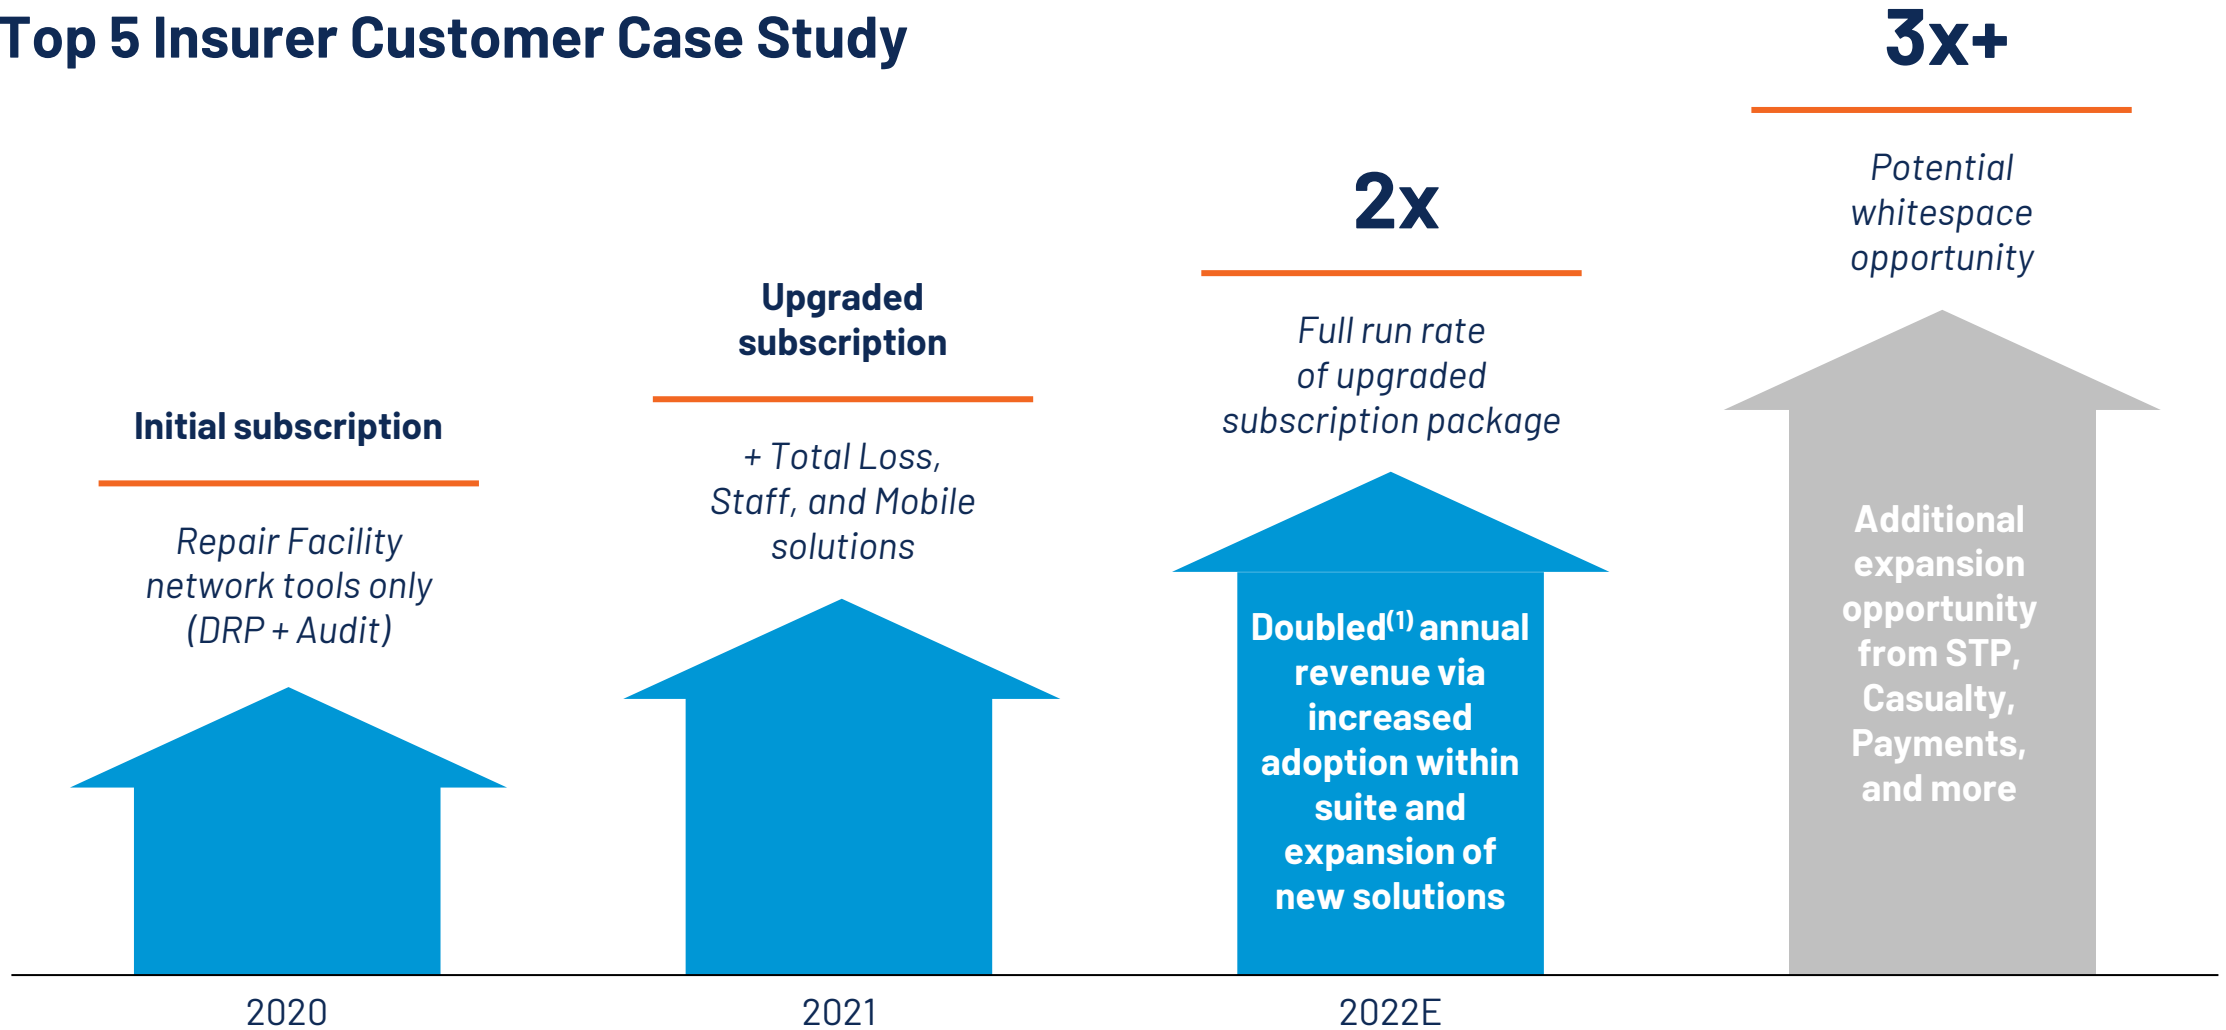 Top 5 Insurer Customer Case Study
Initial subscription
Repair Facility
network tools only
(DRP + Audit)
2020
Upgraded
subscription
+ Total Loss,
Staff, and Mobile
solutions
2021
2x
Full run rate
of upgraded
subscription package
Doubled(1) annual
revenue via
increased
adoption within
suite and
expansion of
new solutions
2022E
3x+
Potential
whitespace
opportunity
Additional
expansion
opportunity
from STP,
Casualty,
Payments,
and more